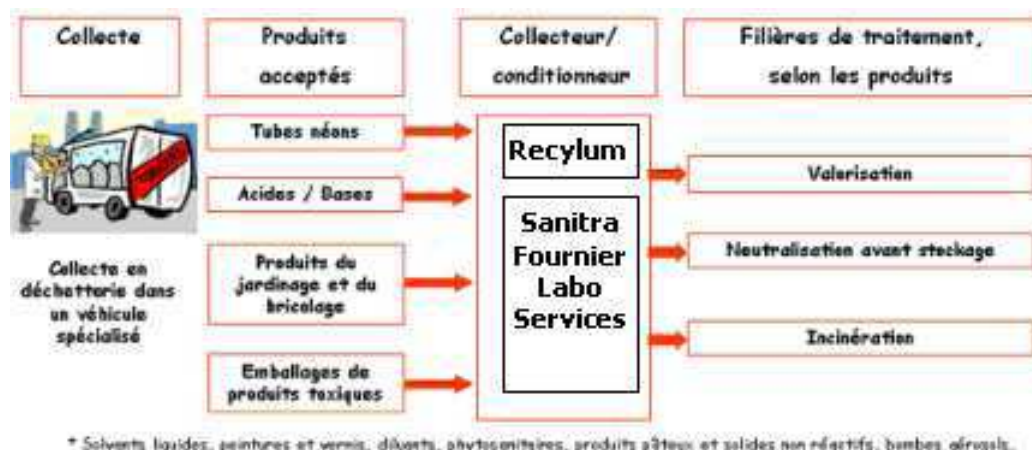 Collecte
Produits
acceptés
Collecteur/
conditionneur
Filières de traitement,
selon les produits
Collecte en
déchetterie dans
un véhicule
spécialisé
Tubes néons
Acides / Bases
Produits du
jardinage et du
bricolage
Emballages de
produits toxiques
Recylum
Sanitra
Fournier
Labo
Services
Valorisation
Neutralisation avant stockage
Incinération
* Solvants liquides, peintures et vernis, diluants, phytosanitaires, produits pâteux et solides non réactifs, bombes aérosols,